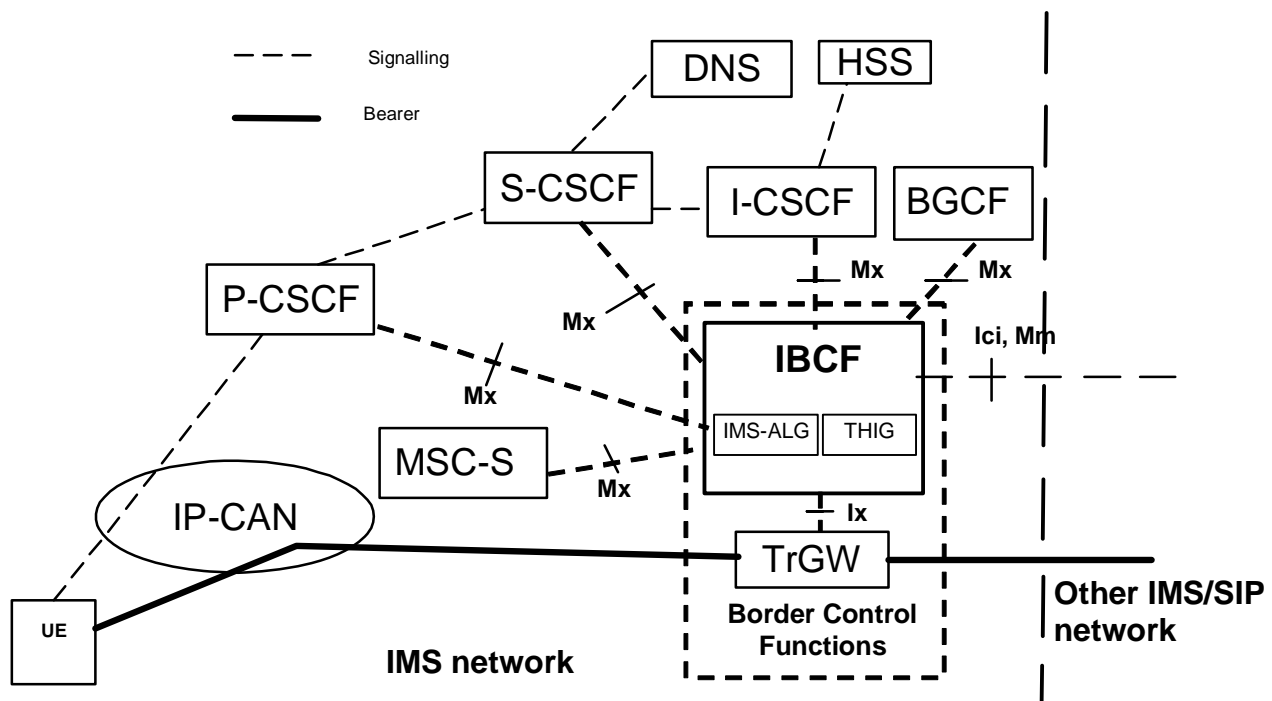 Signalling
Bearer
DNS
HSS
S-CSCF
I-CSCF
BGCF
P-CSCF
Mx
Mx
Mx
Mx
Mx
IBCF
Ici, Mm
IMS-ALG
THIG
MSC-S
IP-CAN
Ix
TrGW
UE
Border Control
Functions
IMS network
Other IMS/SIP
network